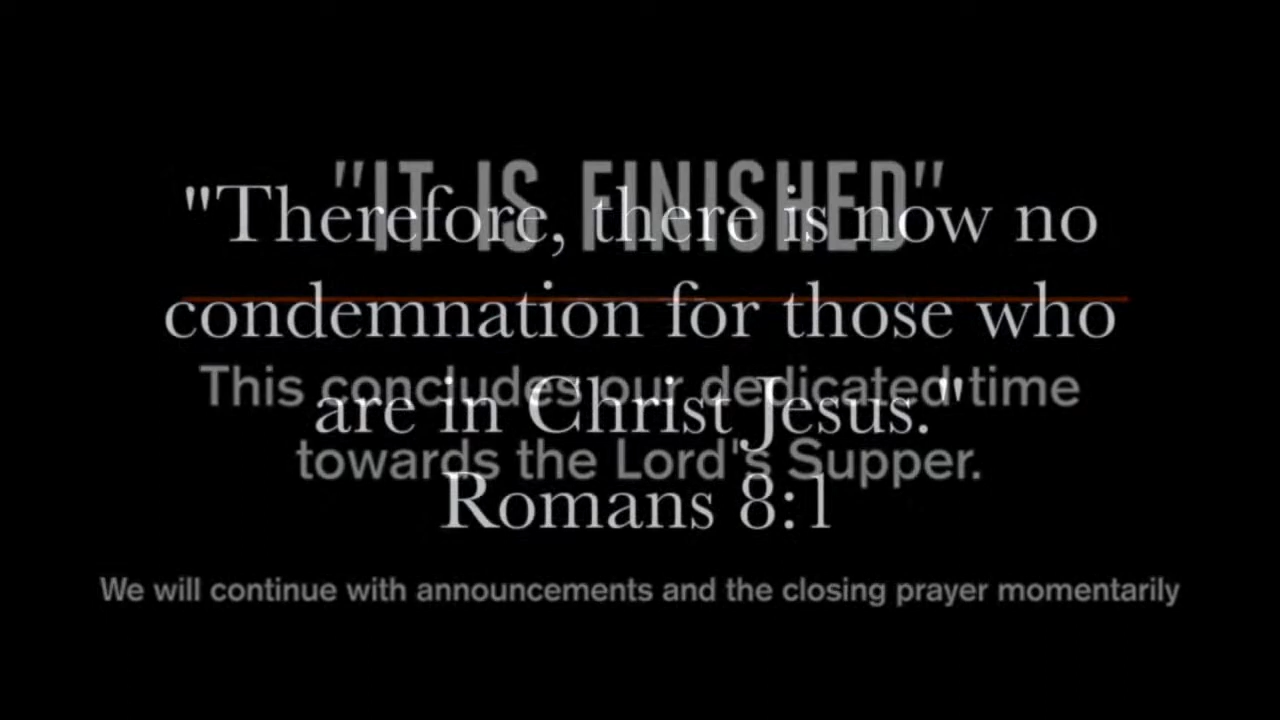 "IT IS FINISHED"
"Therefore, there is now no
condemnation for those who
are in Christ Jesus."
Romans 8:1
This concludes our dedicated time
towards the Lord's Supper.
We will continue with announcements and the closing prayer momentarily